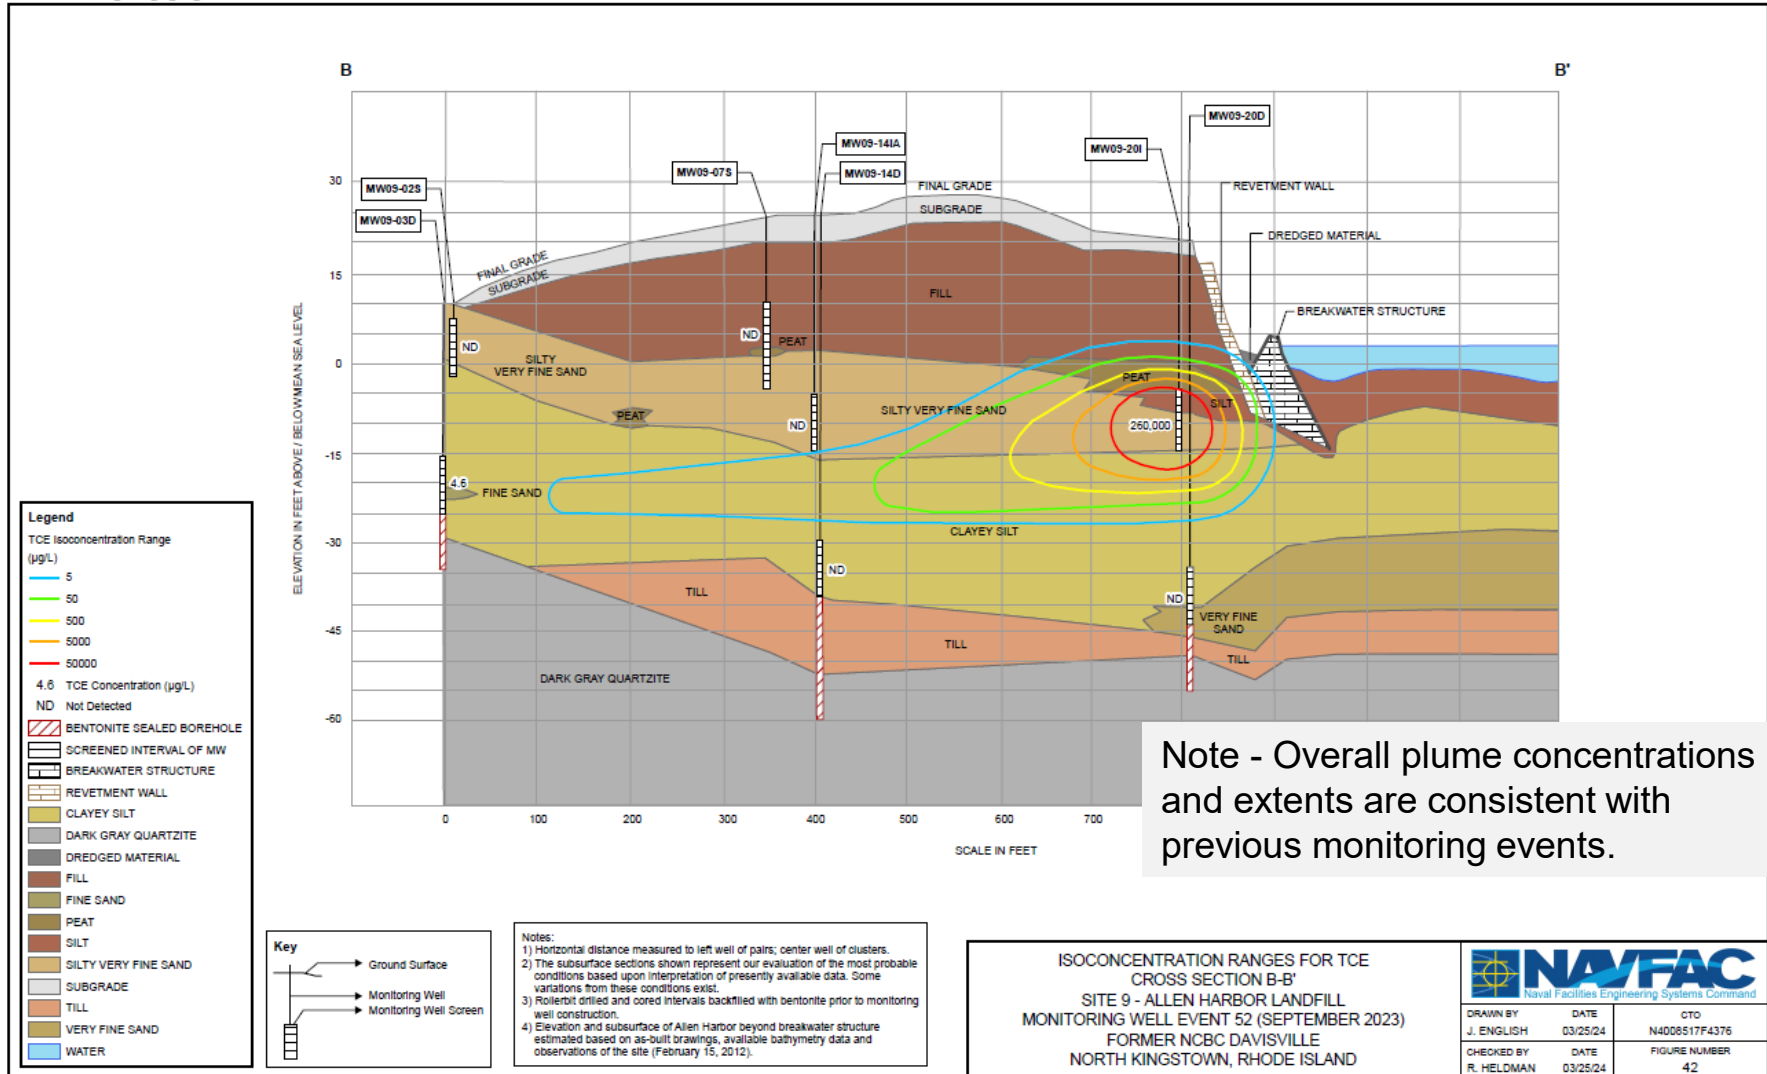 B
B'
MW09-20D
MW09-14IA
MW09-20I
MW09-07S
MW09-14D
MW09-02S
MW09-03D
FINAL GRADE
SUBGRADE
REVETMENT WALL
DREDGED MATERIAL
BREAKWATER STRUCTURE
FINAL GRADE
SUBGRADE
FILL
ND
ND
PEAT
SILTY
VERY FINE SAND
PEAT
PEAT
SILT
SILTY VERY FINE SAND
ND
260,000
4.6
FINE SAND
CLAYEY SILT
ND
ND
TILL
VERY FINE
SAND
TILL
TILL
DARK GRAY QUARTZITE
30
15
0
-15
-30
-45
-60
ELEVATION IN FEET ABOVE / BELOW MEAN SEA LEVEL
0 100 200 300 400 500 600 700
SCALE IN FEET
Note - Overall plume concentrations
and extents are consistent with
previous monitoring events.
Legend
TCE Isoconcentration Range
(µg/L)
5
50
500
5000
50000
4.6 TCE Concentration (µg/L)
ND Not Detected
BENTONITE SEALED BOREHOLE
SCREENED INTERVAL OF MW
BREAKWATER STRUCTURE
REVETMENT WALL
CLAYEY SILT
DARK GRAY QUARTZITE
DREDGED MATERIAL
FILL
FINE SAND
PEAT
SILT
SILTY VERY FINE SAND
SUBGRADE
TILL
VERY FINE SAND
WATER
Key
Ground Surface
Monitoring Well
Monitoring Well Screen
Notes:
1) Horizontal distance measured to left well of pairs; center well of clusters.
2) The subsurface sections shown represent our evaluation of the most probable
conditions based upon interpretation of presently available data. Some
variations from these conditions exist.
3) Rollerbit drilled and cored intervals backfilled with bentonite prior to monitoring
well construction.
4) Elevation and subsurface of Allen Harbor beyond breakwater structure
estimated based on as-built brawings, available bathymetry data and
observations of the site (February 15, 2012).
ISOCONCENTRATION RANGES FOR TCE
CROSS SECTION B-B'
SITE 9 - ALLEN HARBOR LANDFILL
MONITORING WELL EVENT 52 (SEPTEMBER 2023)
FORMER NCBC DAVISVILLE
NORTH KINGSTOWN, RHODE ISLAND
NAVFAC
Naval Facilities Engineering Systems Command
DRAWN BY DATE CTO
J. ENGLISH 03/25/24 N4008517F4376
CHECKED BY DATE FIGURE NUMBER
R. HELDMAN 03/25/24 42